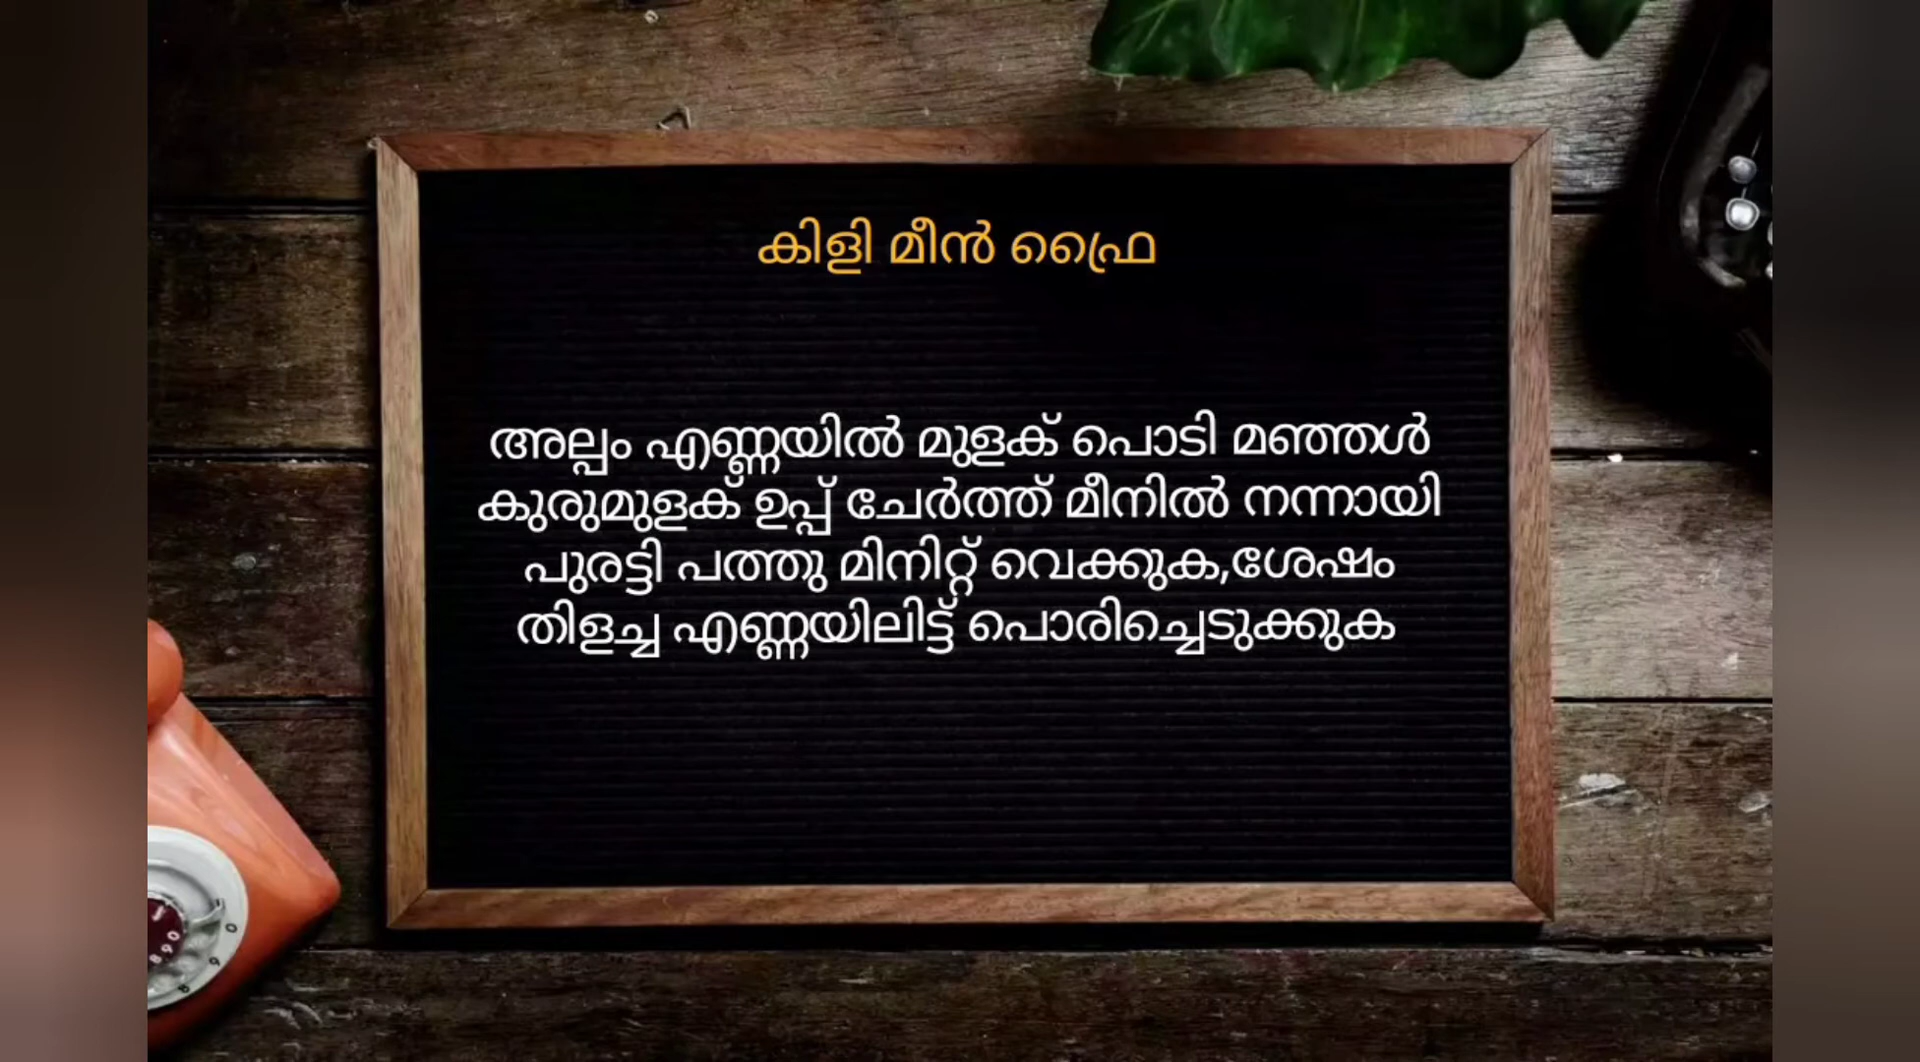 കിളി മീൻ ഫ്രൈ
അല്പം എണ്ണയിൽ മുളക് പൊടി മഞ്ഞൾ
കുരുമുളക് ഉപ്പ് ചേർത്ത് മീനിൽ നന്നായി
പുരട്ടി പത്തു മിനിറ്റ് വെക്കുക,ശേഷം
തിളച്ച എണ്ണയിലിട്ട് പൊരിച്ചെടുക്കുക